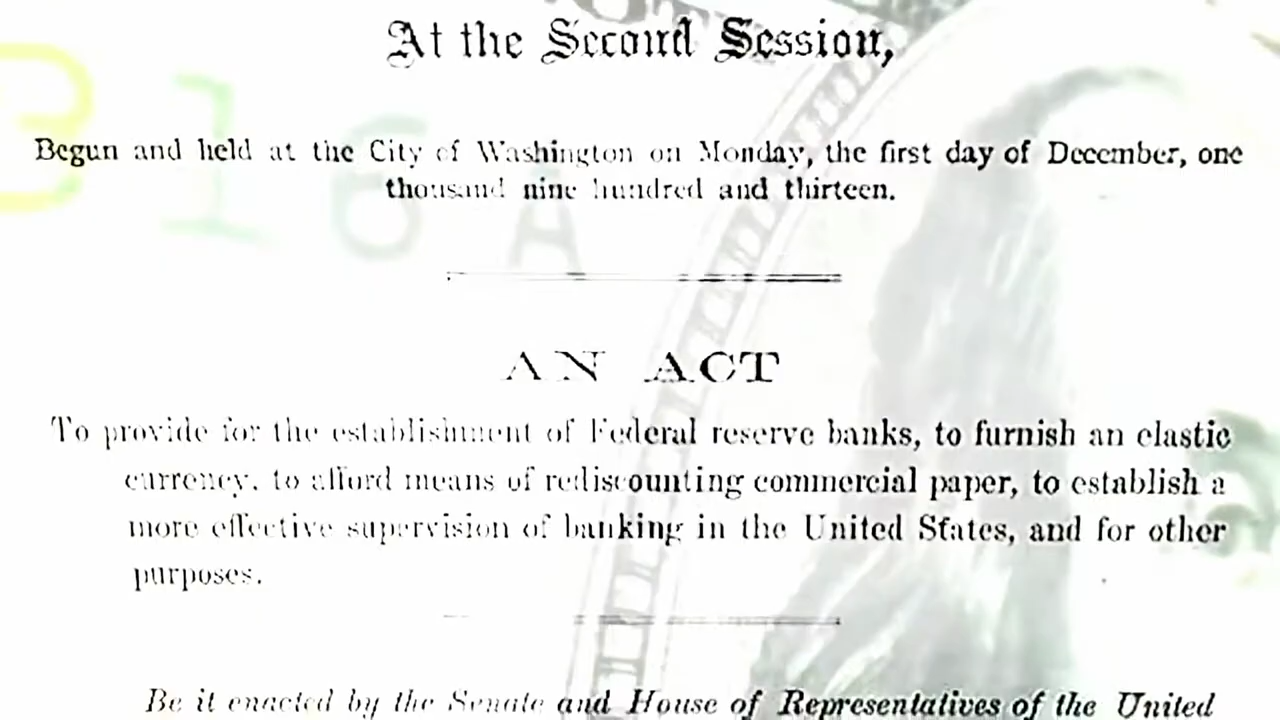 At the Second Session,
Begun and held at the City of Washington on Monday, the first day of December, one
thousand nine hundred and thirteen.
AN ACT
To provide for the establishment of Federal reserve banks, to furnish an elastic
currency, to afford means of rediscounting commercial paper, to establish a
more effective supervision of banking in the United States, and for other
purposes.
Be it enacted by the Senate and House of Representatives of the United